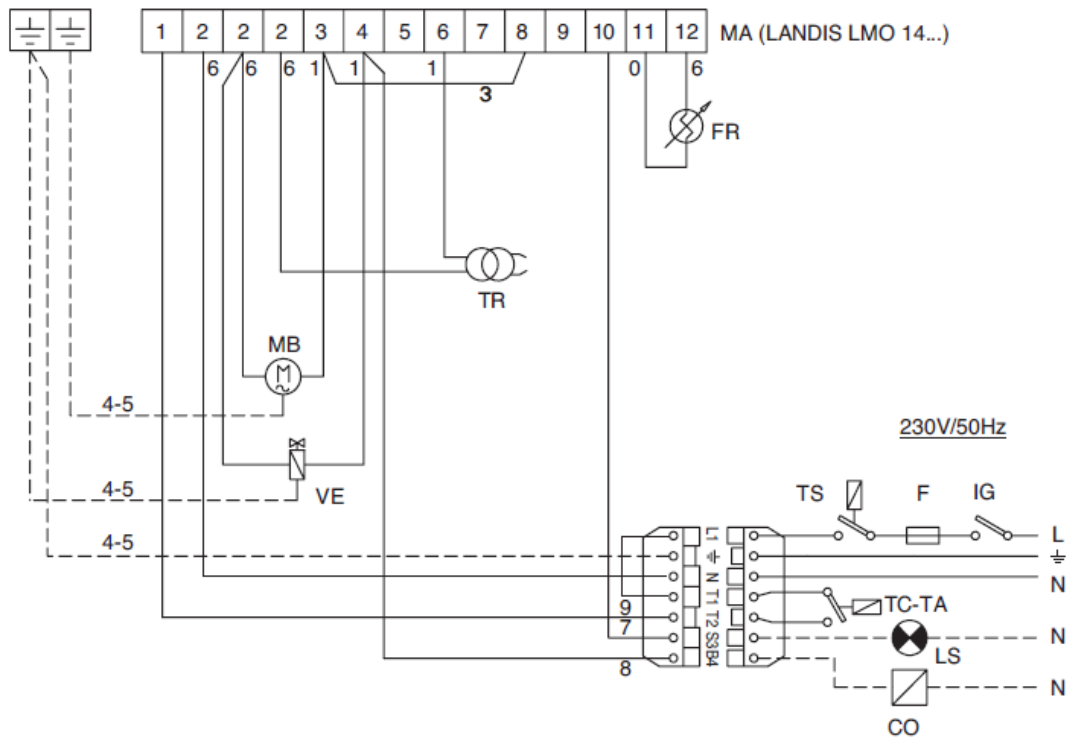 1 2 2 2 3 4 5 6 7 8 9 10 11 12 MA (LANDIS LMO 14...)
6 6 6 1 1 1 0 6
3
FR
TR
MB
4-5
230V/50Hz
4-5
VE
TS F IG
4-5
L1 L
N N
T1
9 TC-TA
T2
7
S3 N
LS
B4
8
N
CO